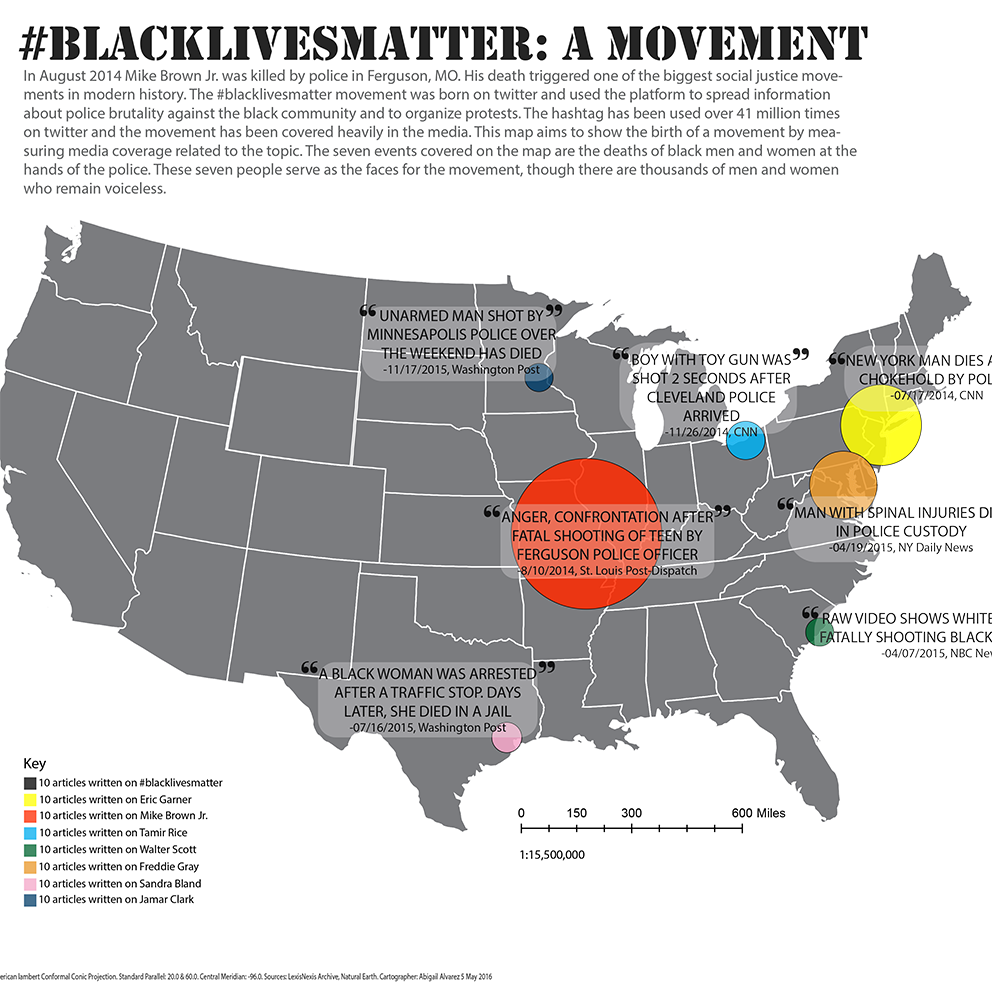 #BLACKLIVESMATTER: A MOVEMENT
In August 2014 Mike Brown Jr. was killed by police in Ferguson, MO. His death triggered one of the biggest social justice move-
ments in modern history. The #blacklivesmatter movement was born on twitter and used the platform to spread information
about police brutality against the black community and to organize protests. The hashtag has been used over 41 million times
on twitter and the movement has been covered heavily in the media. This map aims to show the birth of a movement by mea-
suring media coverage related to the topic. The seven events covered on the map are the deaths of black men and women at the
hands of the police. These seven people serve as the faces for the movement, though there are thousands of men and women
who remain voiceless.
“UNARMED MAN SHOT BY”
MINNESAPOLIS POLICE OVER
THE WEEKEND HAS DIED
-11/17/2015, Washington Post
“BOY WITH TOY GUN WAS”
SHOT 2 SECONDS AFTER
CLEVELAND POLICE
ARRIVED
-11/26/2014, CNN
“NEW YORK MAN DIES A
CHOKEHOLD BY POL
-07/17/2014, CNN
“ANGER, CONFRONTATION AFTER”
FATAL SHOOTING OF TEEN BY
FERGUSON POLICE OFFICER
-8/10/2014, St. Louis Post-Dispatch
“MAN WITH SPINAL INJURIES DI
IN POLICE CUSTODY
-04/19/2015, NY Daily News
“RAW VIDEO SHOWS WHITE
FATALLY SHOOTING BLACK
-04/07/2015, NBC Nev
“A BLACK WOMAN WAS ARRESTED”
AFTER A TRAFFIC STOP. DAYS
LATER, SHE DIED IN A JAIL
-07/16/2015, Washington Post
Key
10 articles written on #blacklivesmatter
10 articles written on Eric Garner
10 articles written on Mike Brown Jr.
10 articles written on Tamir Rice
10 articles written on Walter Scott
10 articles written on Freddie Gray
10 articles written on Sandra Bland
10 articles written on Jamar Clark
0 150 300 600 Miles
1:15,500,000
erican lambert Conformal Conic Projection. Standard Parallel: 20.0 & 60.0. Central Meridian: -96.0. Sources: LexisNexis Archive, Natural Earth. Cartographer: Abigail Alvarez 5 May 2016